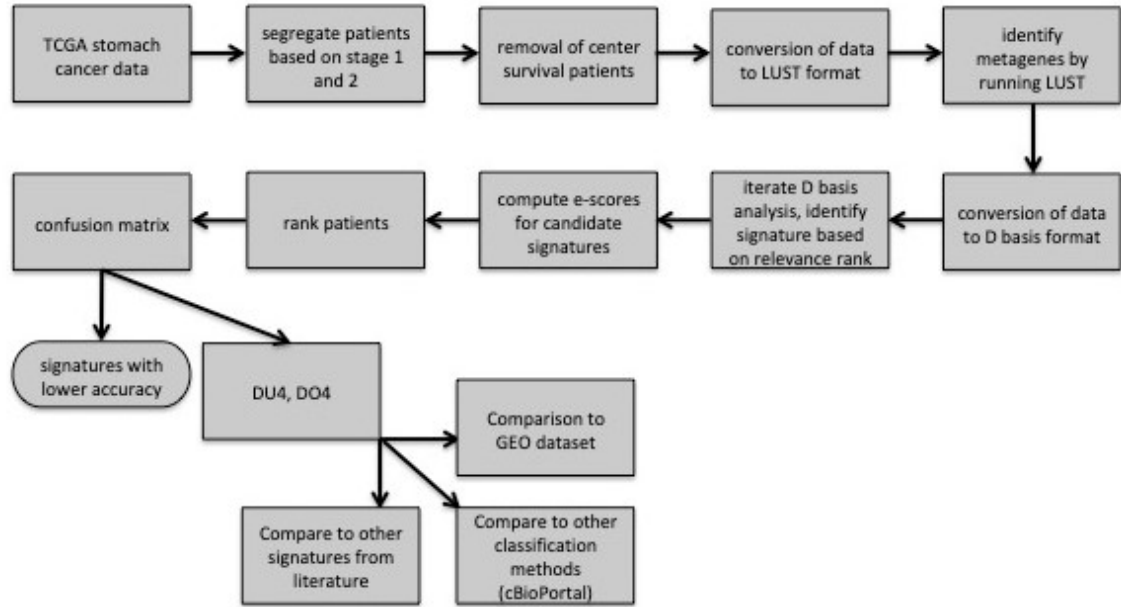 TCGA stomach
cancer data
segregate patients
based on stage 1
and 2
removal of center
survival patients
conversion of data
to LUST format
identify
metagenes by
running LUST
conversion of data
to D basis format
iterate D basis
analysis, identify
signature based
on relevance rank
compute e-scores
for candidate
signatures
rank patients
confusion matrix
signatures with
lower accuracy
DU4, DO4
Comparison to
GEO dataset
Compare to other
signatures from
literature
Compare to other
classification
methods
(cBioPortal)